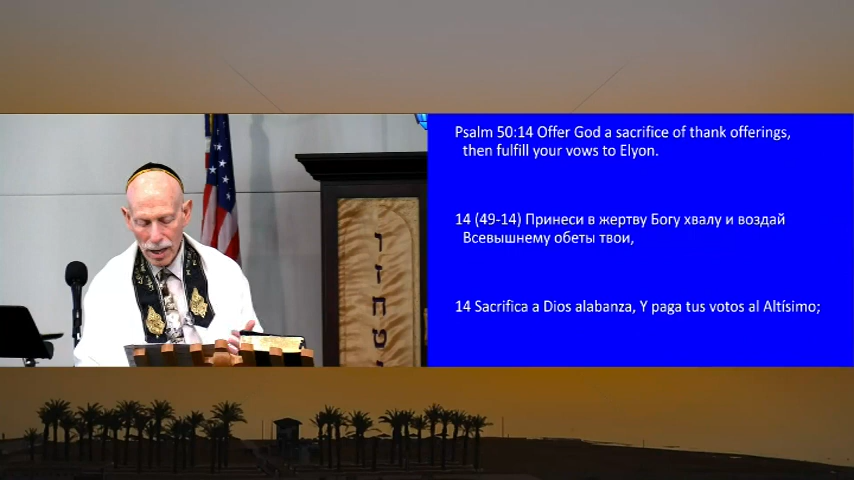 Psalm 50:14 Offer God a sacrifice of thank offerings,
then fulfill your vows to Elyon.
14 (49-14) Принеси в жертву Богу хвалу и воздай
Всевышнему обеты твои,
14 Sacrifica a Dios alabanza, Y paga tus votos al Altísimo;